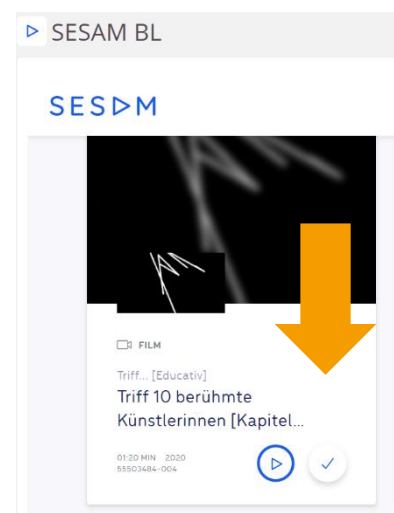 SESAM BL
SESAM
FILM
Triff... [Educativ]
Triff 10 berühmte
Künstlerinnen [Kapitel...
01:20 MIN 2020
55503484-004